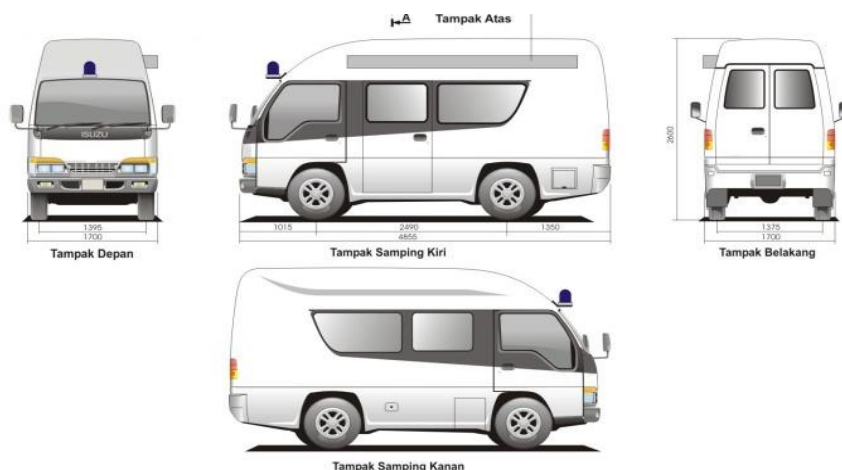 A
Tampak Atas
ISUZU
2600
1395
1700
Tampak Depan
1015
2490
1350
4855
Tampak Samping Kiri
1375
1700
Tampak Belakang
Tampak Samping Kanan